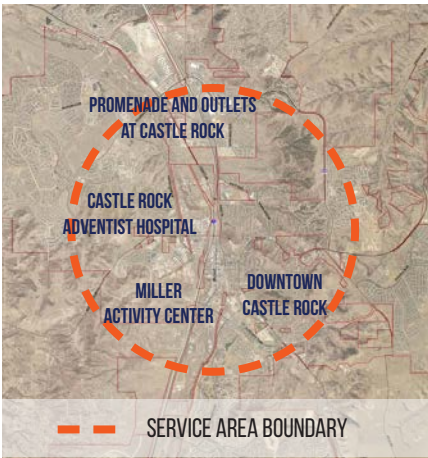 PROMENADE AND OUTLETS
AT CASTLE ROCK
CASTLE ROCK
ADVENTIST HOSPITAL
MILLER
ACTIVITY CENTER
DOWNTOWN
CASTLE ROCK
SERVICE AREA BOUNDARY